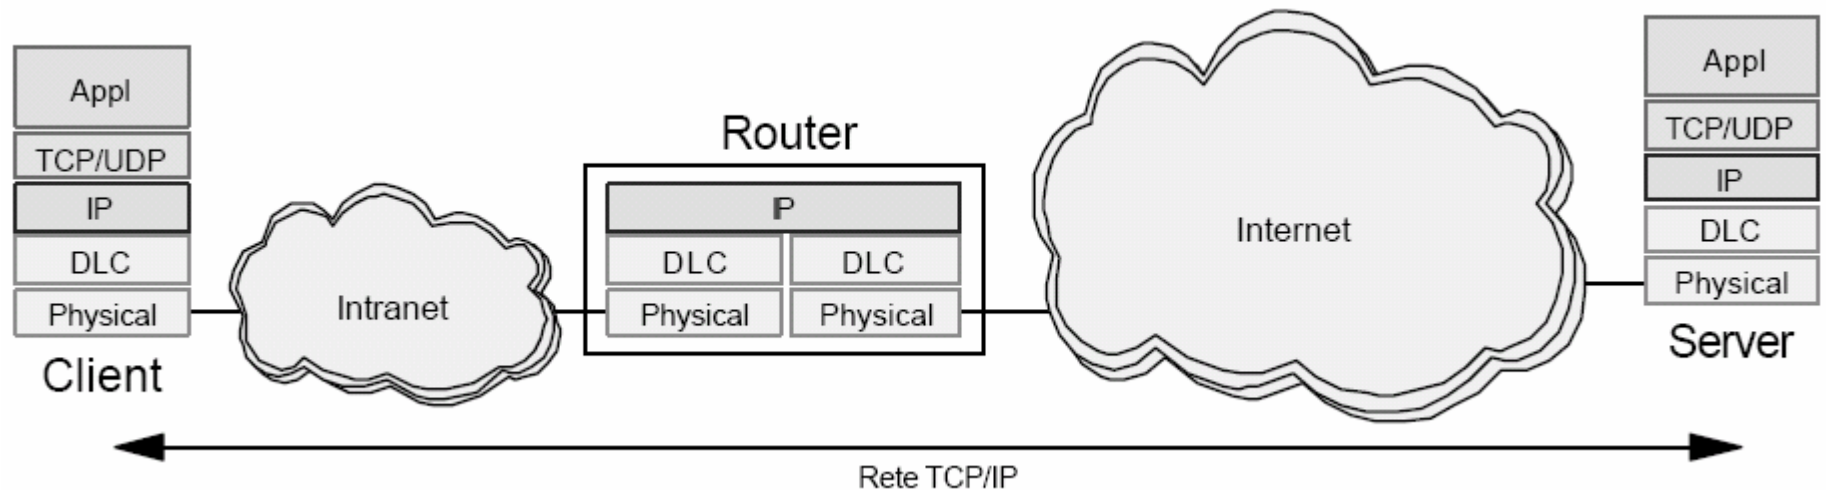 Appl
TCP/UDP
IP
DLC
Physical
Client
Intranet
Router
IP
DLC DLC
Physical Physical
Internet
Appl
TCP/UDP
IP
DLC
Physical
Server
Rete TCP/IP